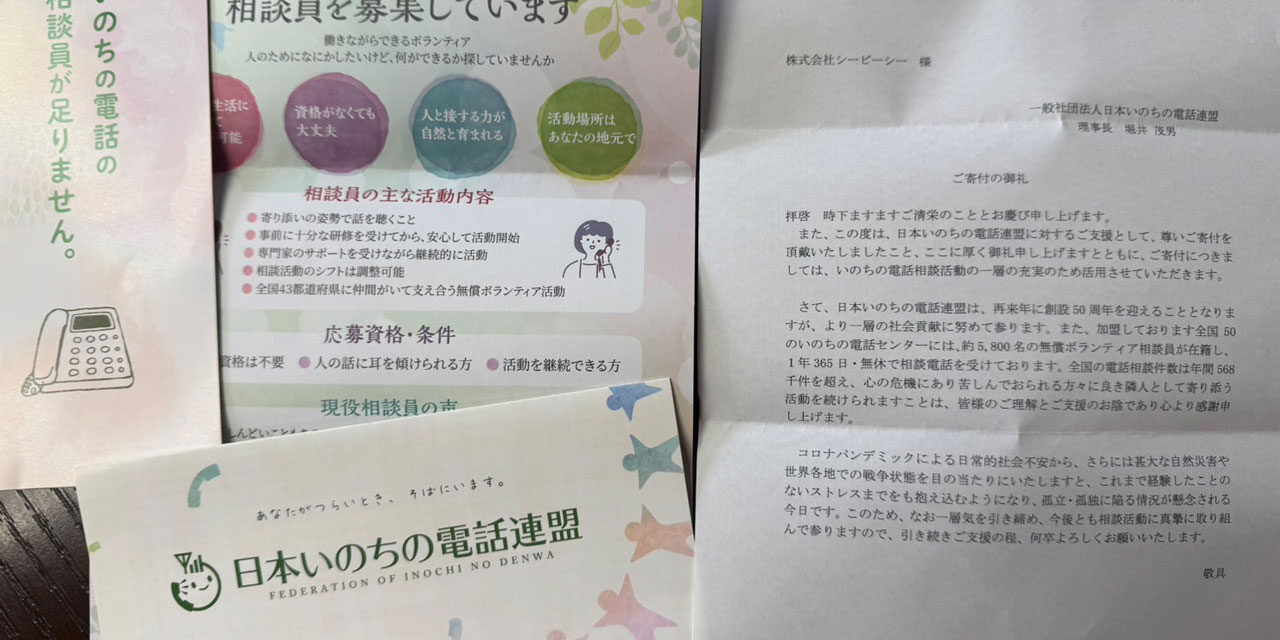 いのちの電話の
相談員が足りません。
相談員を募集しています
働きながらできるボランティア
人のためになにかしたいけど、何ができるか探していませんか
生活に
て
可能
資格がなくても
大丈夫
人と接する力が
自然と育まれる
活動場所は
あなたの地元で
相談員の主な活動内容
寄り添いの姿勢で話を聴くこと
事前に十分な研修を受けてから、安心して活動開始
専門家のサポートを受けながら継続的に活動
相談活動のシフトは調整可能
全国43都道府県に仲間がいて支え合う無償ボランティア活動
応募資格・条件
資格は不要 ●人の話に耳を傾けられる方 ●活動を継続できる方
現役相談員の声
あなたがつらいとき、そばにいます。
日本いのちの電話連盟
FEDERATION OF INOCHI NO DENWA
株式会社シービーシー 様
一般社団法人日本いのちの電話連盟
理事長 堀井 茂男
ご寄付の御礼
拝啓 時下ますますご清栄のこととお慶び申し上げます。
また、この度は、日本いのちの電話連盟に対するご支援として、尊いご寄付を
頂戴いたしましたこと、ここに厚く御礼申し上げますとともに、ご寄付につきま
しては、いのちの電話相談活動の一層の充実のため活用させていただきます。
さて、日本いのちの電話連盟は、再来年に創設50周年を迎えることとなりま
すが、より一層の社会貢献に努めて参ります。また、加盟しております全国50
のいのちの電話センターには、約5,800名の無償ボランティア相談員が在籍し、
1年365日・無休で相談電話を受けております。全国の電話相談件数は年間568
千件を超え、心の危機にあり苦しんでおられる方々に良き隣人として寄り添う
活動を続けられますことは、皆様のご理解とご支援のお陰であり心より感謝申
し上げます。
コロナパンデミックによる日常的社会不安から、さらには甚大な自然災害や
世界各地での戦争状態を目の当たりにいたしますと、これまで経験したことの
ないストレスまでをも抱え込むようになり、孤立・孤独に陥る情況が懸念される
今日です。このため、なお一層気を引き締め、今後とも相談活動に真摯に取り組
んで参りますので、引き続きご支援の程、何卒よろしくお願いいたします。
敬具